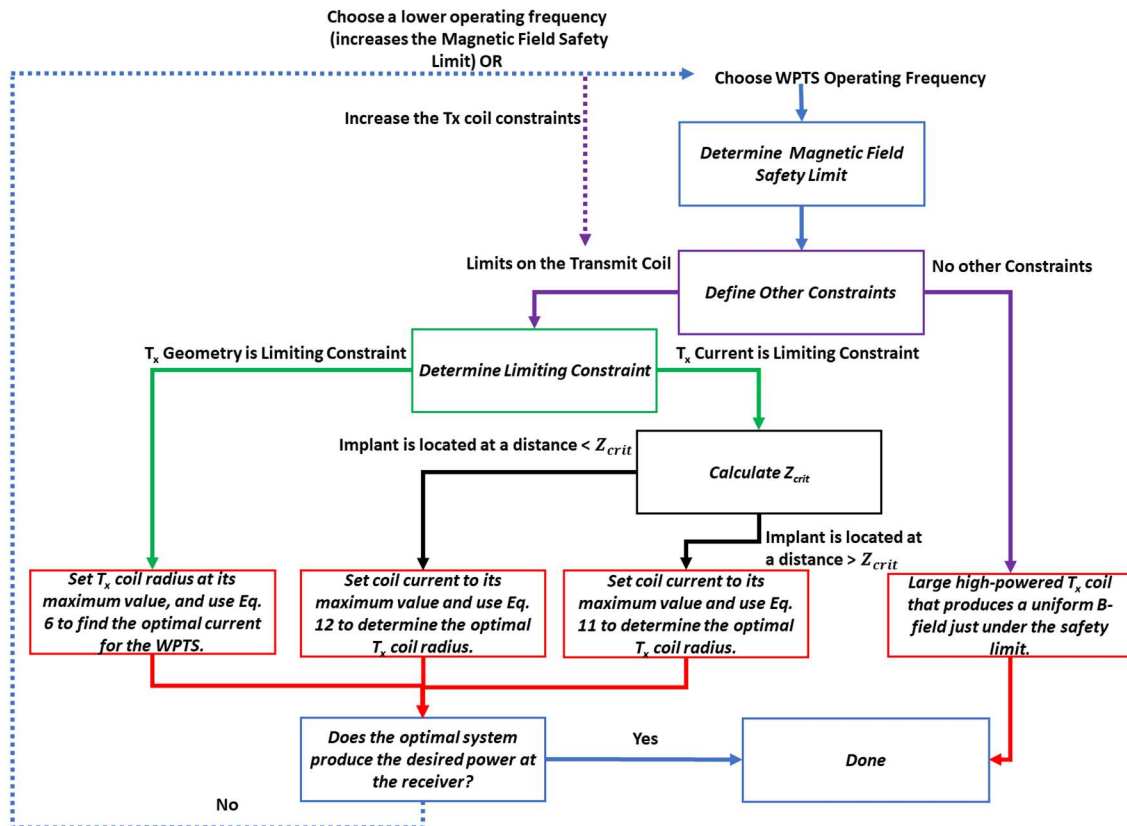 Choose a lower operating frequency
(increases the Magnetic Field Safety
Limit) OR
Choose WPTS Operating Frequency
Increase the Tx coil constraints
Determine Magnetic Field
Safety Limit
Limits on the Transmit Coil
No other Constraints
Define Other Constraints
Tx Geometry is Limiting Constraint
Tx Current is Limiting Constraint
Determine Limiting Constraint
Implant is located at a distance < Zcrit
Calculate Zcrit
Implant is located at
a distance > Zcrit
Set Tx coil radius at its
maximum value, and use Eq.
6 to find the optimal current
for the WPTS.
Set coil current to its
maximum value and use Eq.
12 to determine the optimal
Tx coil radius.
Set coil current to its
maximum value and use Eq.
11 to determine the optimal
Tx coil radius.
Large high-powered Tx coil
that produces a uniform B-
field just under the safety
limit.
Does the optimal system
produce the desired power at
the receiver?
Yes
Done
No